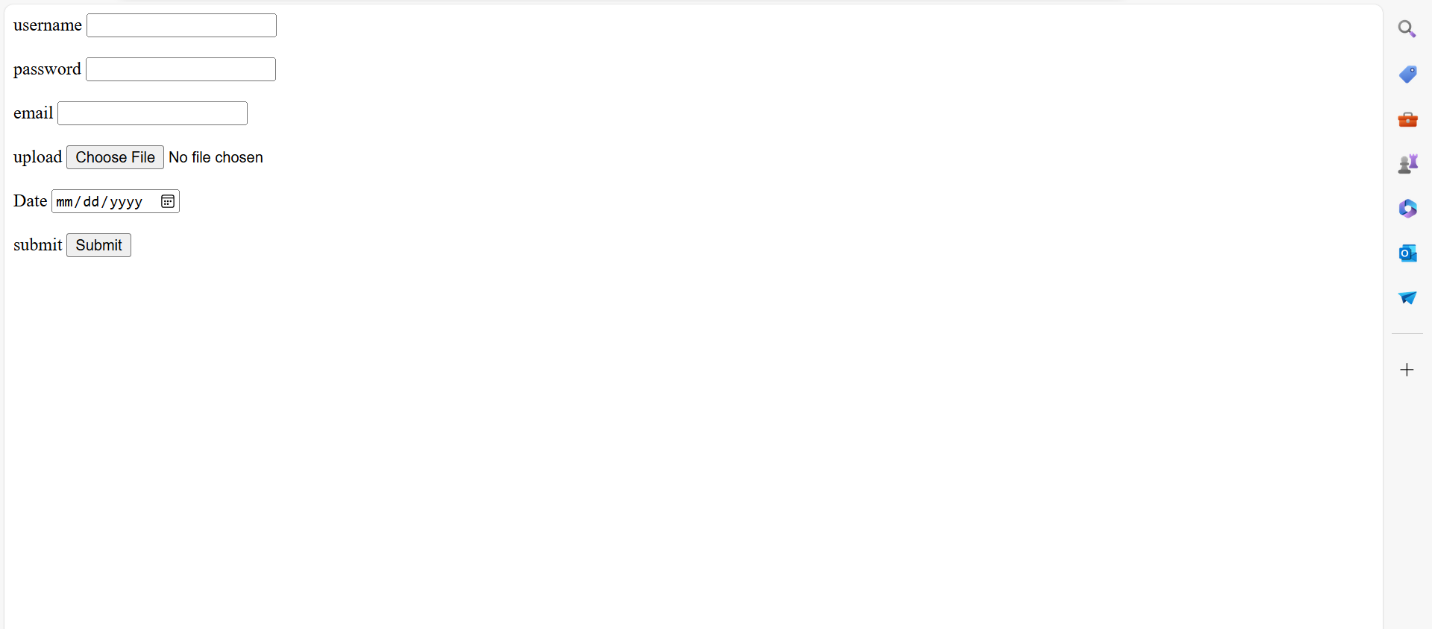 username
password
email
upload Choose File No file chosen
Date mm/dd/yyyy
submit Submit